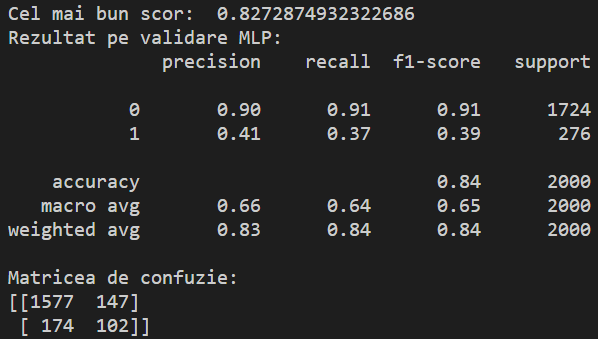 Cel mai bun scor:  0.8272874932322686
Rezultat pe validare MLP:
              precision    recall  f1-score   support

           0       0.90      0.91      0.91      1724
           1       0.41      0.37      0.39       276

    accuracy                           0.84      2000
   macro avg       0.66      0.64      0.65      2000
weighted avg       0.83      0.84      0.84      2000

Matricea de confuzie:
[[1577  147]
 [ 174  102]]